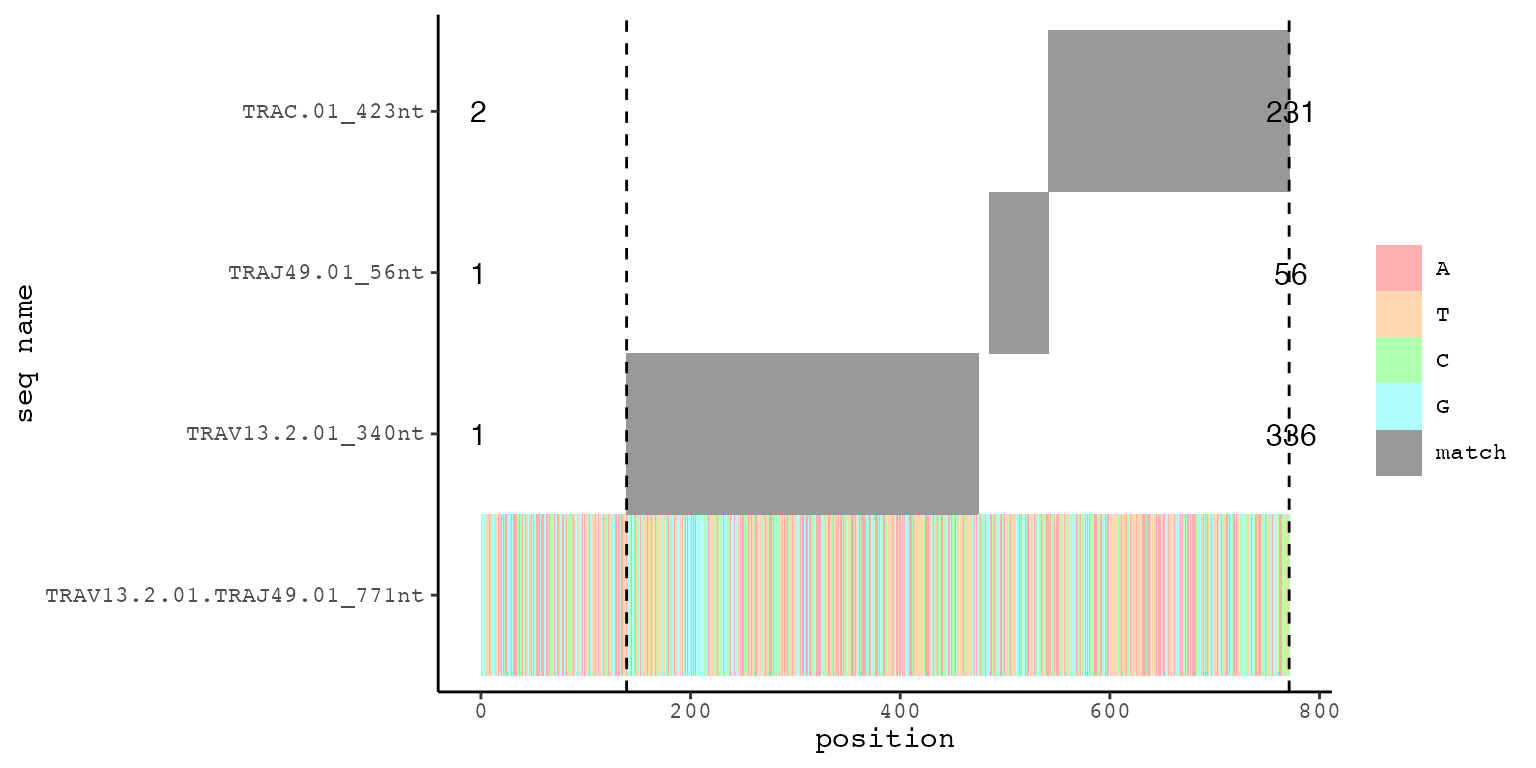 TRAC.01_423nt
2
231
TRAJ49.01_56nt
1
56
TRAV13.2.01_340nt
1
336
TRAV13.2.01.TRAJ49.01_771nt
seq name
0
200
400
600
800
position
A
T
C
G
match